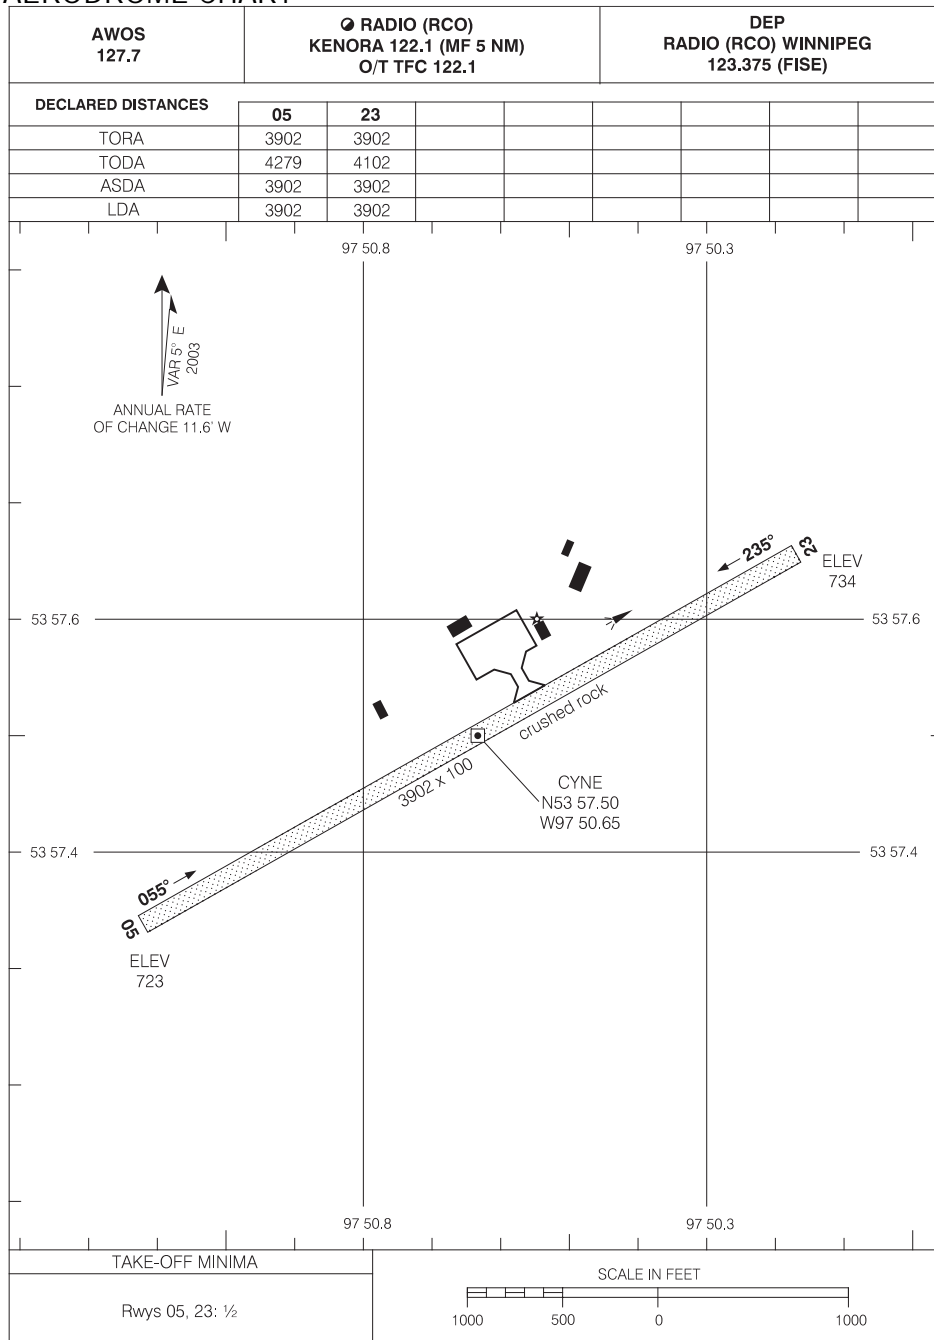 AERODROME CHART
AWOS
127.7
RADIO (RCO)
KENORA 122.1 (MF 5 NM)
O/T TFC 122.1
DEP
RADIO (RCO) WINNIPEG
123.375 (FISE)
DECLARED DISTANCES
05 23
TORA 3902 3902
TODA 4279 4102
ASDA 3902 3902
LDA 3902 3902
97 50.8 97 50.3
VAR 5° E
2003
ANNUAL RATE
OF CHANGE 11.6' W
235°
23
ELEV
734
53 57.6 53 57.6
crushed rock
3902 x 100
CYNE
N53 57.50
W97 50.65
53 57.4 53 57.4
055°
05
ELEV
723
97 50.8 97 50.3
TAKE-OFF MINIMA
Rwys 05, 23: ½
SCALE IN FEET
1000 500 0 1000